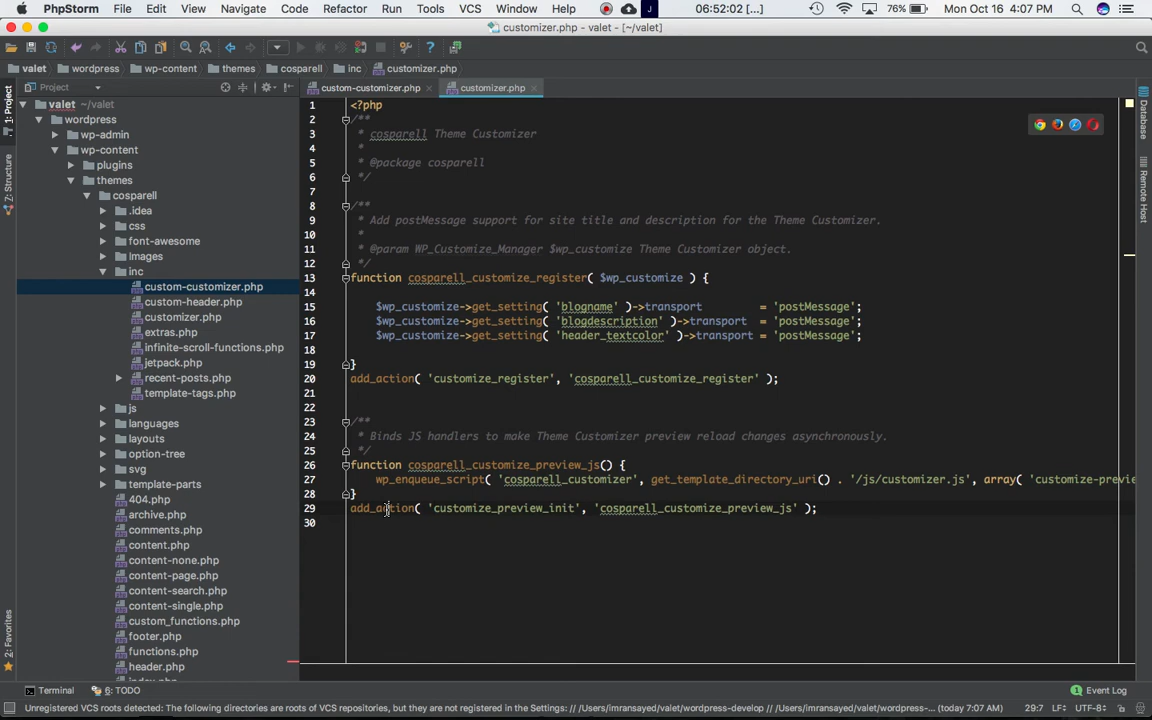 PhpStorm File Edit View Navigate Code Refactor Run Tools VCS Window Help 06:52:02 [...] 76% Mon Oct 16 4:07 PM
customizer.php - valet - [~/valet]
valet wordpress wp-content themes cosparell inc customizer.php
Project
custom-customizer.php customizer.php
1: Project
Z: Structure
2: Favorites
valet ~/valet
wordpress
wp-admin
wp-content
plugins
themes
cosparell
.idea
css
font-awesome
Images
inc
custom-customizer.php
custom-header.php
customizer.php
extras.php
infinite-scroll-functions.php
jetpack.php
recent-posts.php
template-tags.php
js
languages
layouts
option-tree
svg
template-parts
404.php
archive.php
comments.php
content.php
content-none.php
content-page.php
content-search.php
content-single.php
custom_functions.php
footer.php
functions.php
header.php
1 <?php
2 /**
3 * cosparell Theme Customizer
4 *
5 * @package cosparell
6 */
7
8 /**
9 * Add postMessage support for site title and description for the Theme Customizer.
10 *
11 * @param WP_Customize_Manager $wp_customize Theme Customizer object.
12 */
13 function cosparell_customize_register( $wp_customize ) {
14
15 $wp_customize->get_setting( 'blogname' )->transport = 'postMessage';
16 $wp_customize->get_setting( 'blogdescription' )->transport = 'postMessage';
17 $wp_customize->get_setting( 'header_textcolor' )->transport = 'postMessage';
18
19 }
20 add_action( 'customize_register', 'cosparell_customize_register' );
21
22
23 /**
24 * Binds JS handlers to make Theme Customizer preview reload changes asynchronously.
25 */
26 function cosparell_customize_preview_js() {
27 wp_enqueue_script( 'cosparell_customizer', get_template_directory_uri() . '/js/customizer.js', array( 'customize-previe
28 }
29 add_action( 'customize_preview_init', 'cosparell_customize_preview_js' );
30
Database
Remote Host
Terminal 6: TODO 1 Event Log
Unregistered VCS roots detected: The following directories are roots of VCS repositories, but they are not registered in the Settings: // /Users/imransayed/valet/wordpress-develop // /Users/imransayed/valet/wordpress-... (today 7:07 AM) 29:7 LF÷ UTF-8÷